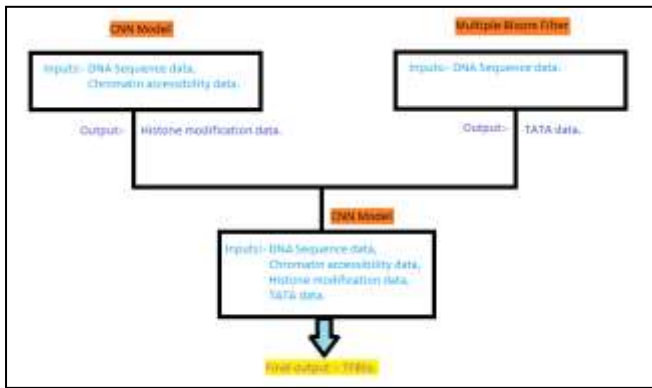 CNN Model
Multiple Bloom Filter
Inputs:- DNA Sequence data,
Chromatin accessibility data.
Inputs:- DNA Sequence data.
Output:- Histone modification data.
Output:- TATA data.
CNN Model
Inputs:- DNA Sequence data,
Chromatin accessibility data,
Histone modification data,
TATA data.
Final output :- TFBSs.